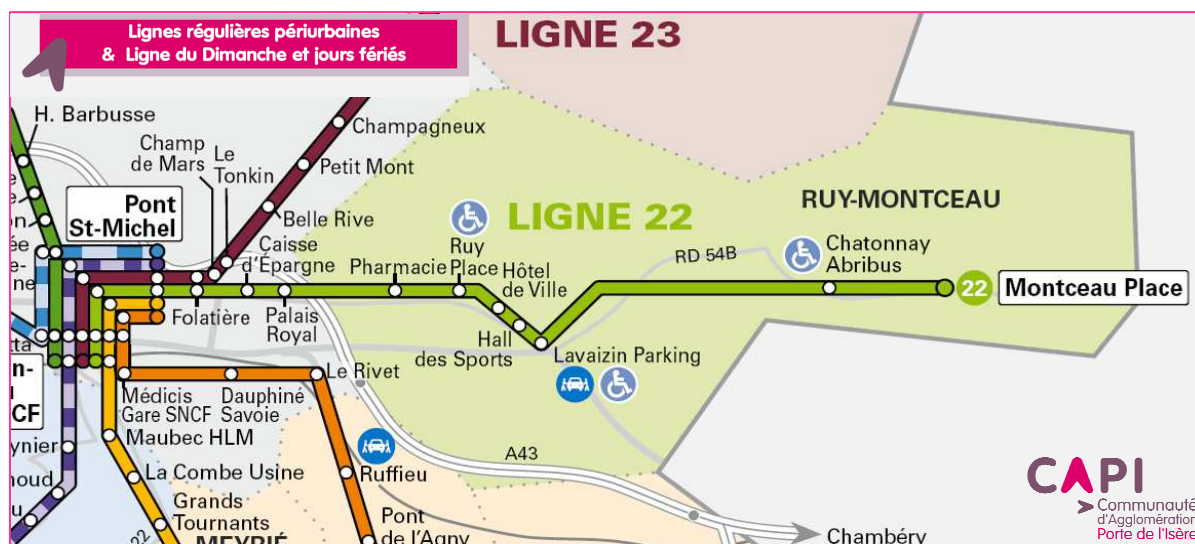 Lignes régulières périurbaines
& Ligne du Dimanche et jours fériés
LIGNE 23
H. Barbusse
Champagneux
Champ
de Mars
Le
Tonkin
Petit Mont
Pont
St-Michel
Belle Rive
Caisse
d'Épargne
Ruy
LIGNE 22
RUY-MONTCEAU
RD 54B
Chatonnay
Abribus
Pharmacie
Place
Hôtel
de Ville
22
Montceau Place
Folatière
Palais
Royal
Hall
des Sports
Lavaizin Parking
Le Rivet
Médicis
Gare SNCF
Dauphiné
Savoie
Maubec HLM
La Combe Usine
Ruffieu
A43
Grands
Tournants
22
MEYRIÉ
Pont
de l'Agny
Chambéry
CAPI
Communauté
d'Agglomération
Porte de l'Isère